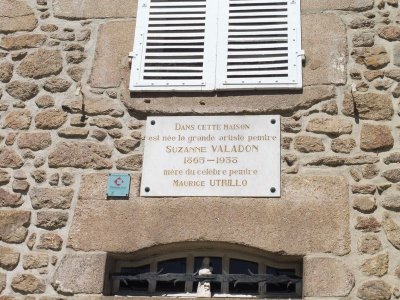 DANS CETTE MAISON
est née la grande artiste peintre
SUZANNE VALADON
1865-1938
mère du célèbre peintre
MAURICE UTRILLO